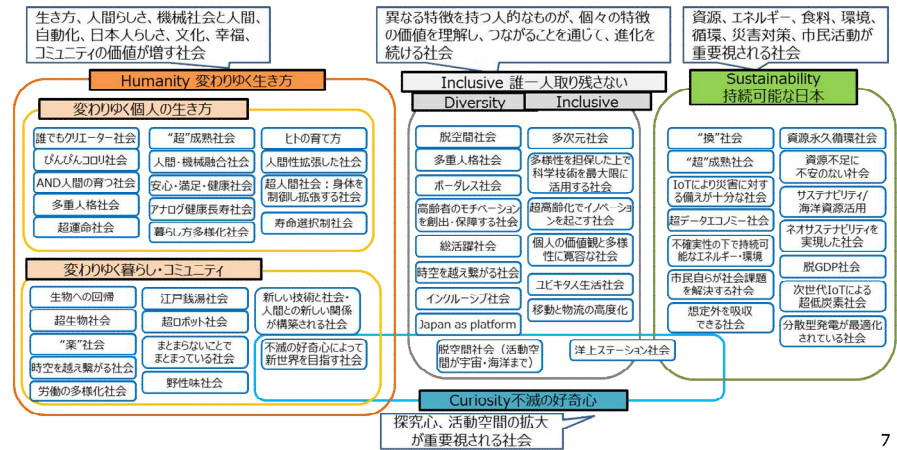 生き方、人間らしさ、機械社会と人間、
自動化、日本人らしさ、文化、幸福、
コミュニティの価値が増す社会
異なる特徴を持つ人的なものが、個々の特徴
の価値を理解し、つながることを通じて、進化を
続ける社会
資源、エネルギー、食料、環境、
循環、災害対策、市民活動が
重要視される社会
Humanity 変わりゆく生き方
変わりゆく個人の生き方
誰でもクリエーター社会
ぴんぴんコロリ社会
AND人間の育つ社会
多重人格社会
超運命社会
“超”成熟社会
人間・機械融合社会
安心・満足・健康社会
アナログ健康長寿社会
暮らし方多様化社会
ヒトの育て方
人間性拡張した社会
超人間社会：身体を
制御し拡張する社会
寿命選択制社会
変わりゆく暮らし・コミュニティ
生物への回帰
超生物社会
“楽”社会
時空を越え繋がる社会
労働の多様化社会
江戸銭湯社会
超ロボット社会
まとまらないことで
まとまっている社会
野性味社会
新しい技術と社会・
人間との新しい関係
が構築される社会
不滅の好奇心によって
新世界を目指す社会
Inclusive 誰一人取り残さない
Diversity
Inclusive
脱空間社会
多重人格社会
ボーダレス社会
高齢者のモチベーション
を創出・保障する社会
総活躍社会
時空を越え繋がる社会
インクルーシブ社会
Japan as platform
多次元社会
多様性を担保した上で
科学技術を最大限に
活用する社会
超高齢化でイノベーション
を起こす社会
個人の価値観と多様
性に寛容な社会
ユビキタス生活社会
移動と物流の高度化
脱空間社会（活動空
間が宇宙・海洋まで）
洋上ステーション社会
Sustainability
持続可能な日本
“換”社会
“超”成熟社会
IoTにより災害に対す
る備えが十分な社会
超データエコノミー社会
不確実性の下で持続可
能なエネルギー・環境
市民自らが社会課題
を解決する社会
想定外を吸収
できる社会
資源永久循環社会
資源不足に
不安のない社会
サステナビリティ/
海洋資源活用
ネオサステナビリティを
実現した社会
脱GDP社会
次世代IoTによる
超低炭素社会
分散型発電が最適化
されている社会
Curiosity不滅の好奇心
探究心、活動空間の拡大
が重要視される社会
7